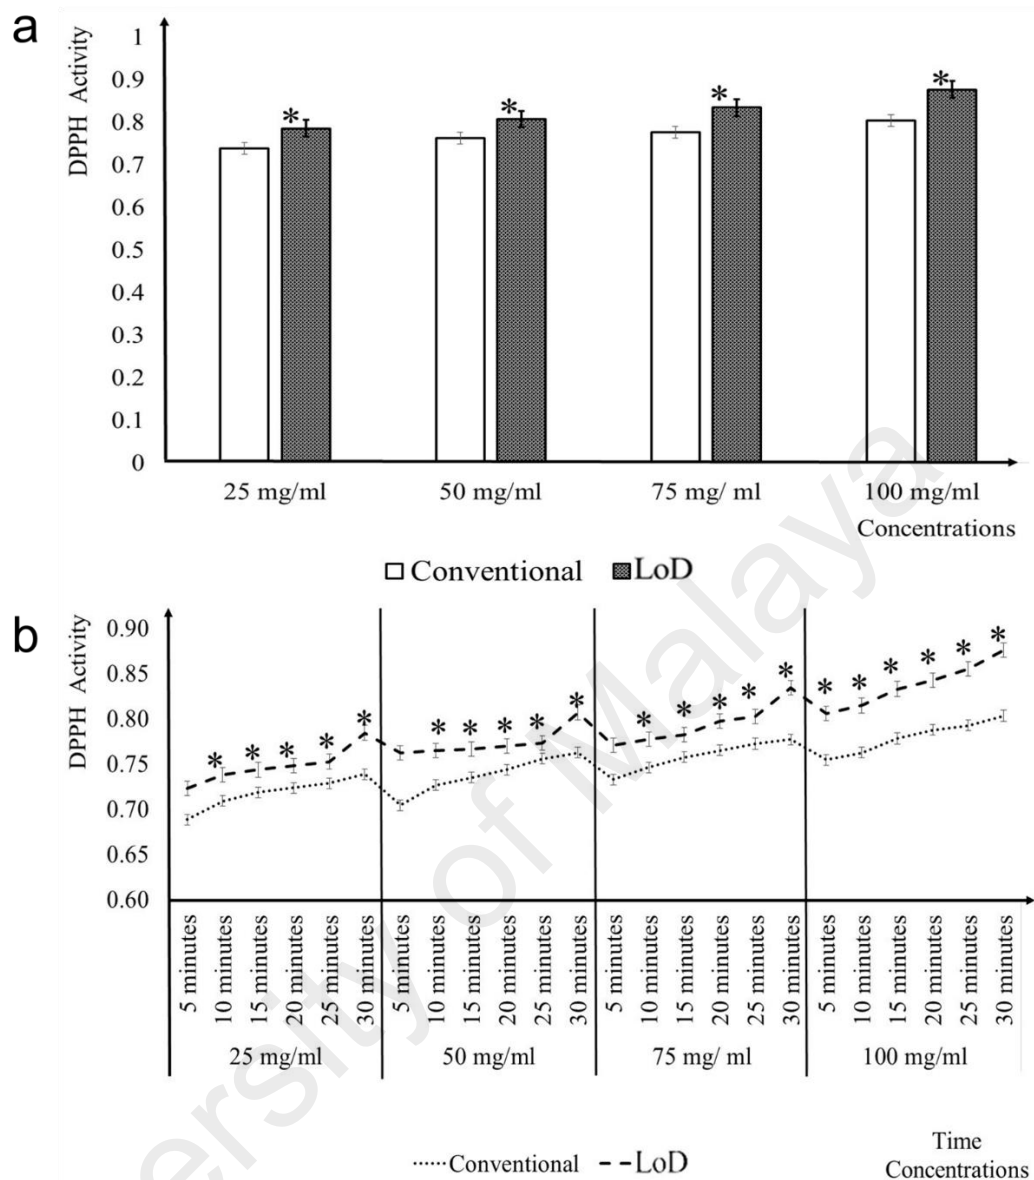 a
DPPH Activity
1
0.9
0.8
0.7
0.6
0.5
0.4
0.3
0.2
0.1
0
* * * *
25 mg/ml 50 mg/ml 75 mg/ ml 100 mg/ml
Concentrations
Conventional LoD
b
DPPH Activity
0.90
0.85
0.80
0.75
0.70
0.65
0.60
* * * * * * * * * * * * * * * * * * * * *
5 minutes 10 minutes 15 minutes 20 minutes 25 minutes 30 minutes 5 minutes 10 minutes 15 minutes 20 minutes 25 minutes 30 minutes 5 minutes 10 minutes 15 minutes 20 minutes 25 minutes 30 minutes 5 minutes 10 minutes 15 minutes 20 minutes 25 minutes 30 minutes
25 mg/ml 50 mg/ml 75 mg/ ml 100 mg/ml
Conventional LoD
Time
Concentrations
ersity of Malaya